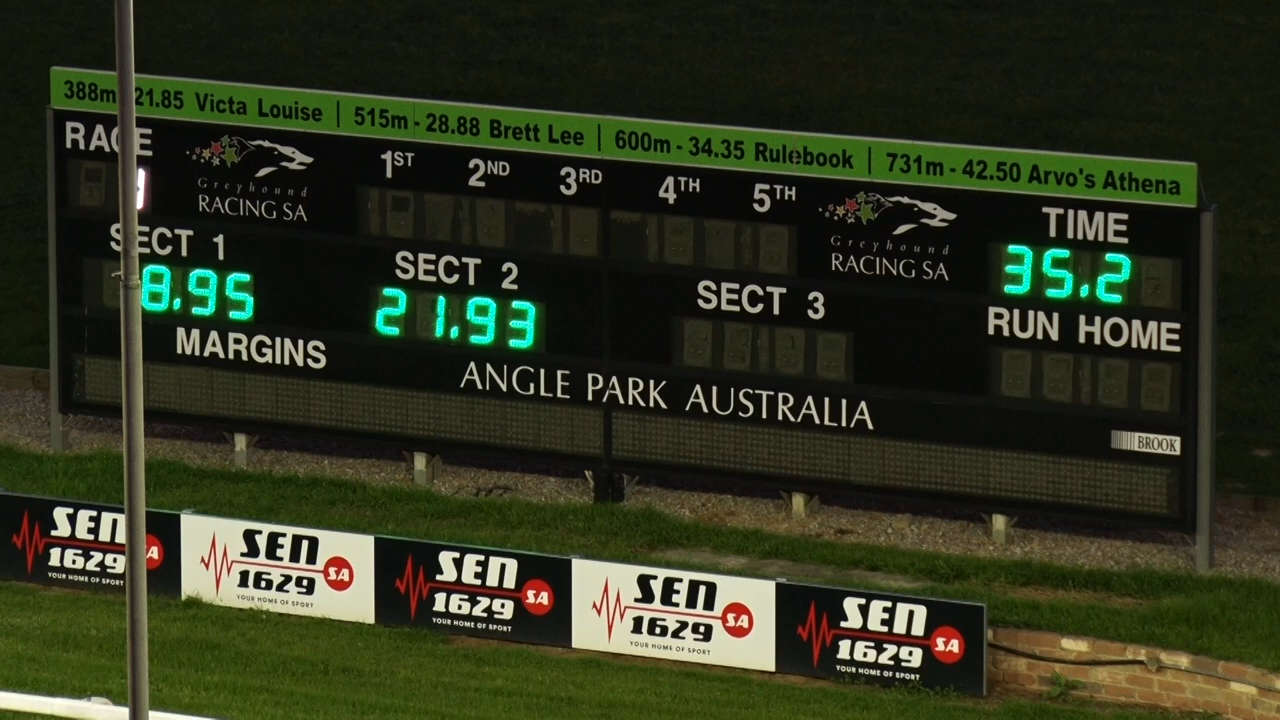 388m 21.85 Victa Louise | 515m - 28.88 Brett Lee | 600m - 34.35 Rulebook | 731m - 42.50 Arvo's Athena
RACE
Greyhound
RACING SA
1ST 2ND 3RD 4TH 5TH
Greyhound
RACING SA
TIME
35.2
SECT 1
8.95
SECT 2
21.93
SECT 3
RUN HOME
MARGINS
ANGLE PARK AUSTRALIA
BROOK
SEN
1629 SA
YOUR HOME OF SPORT
SEN
1629 SA
YOUR HOME OF SPORT
SEN
1629 SA
YOUR HOME OF SPORT
SEN
1629 SA
YOUR HOME OF SPORT
SEN
1629 SA
YOUR HOME OF SPORT